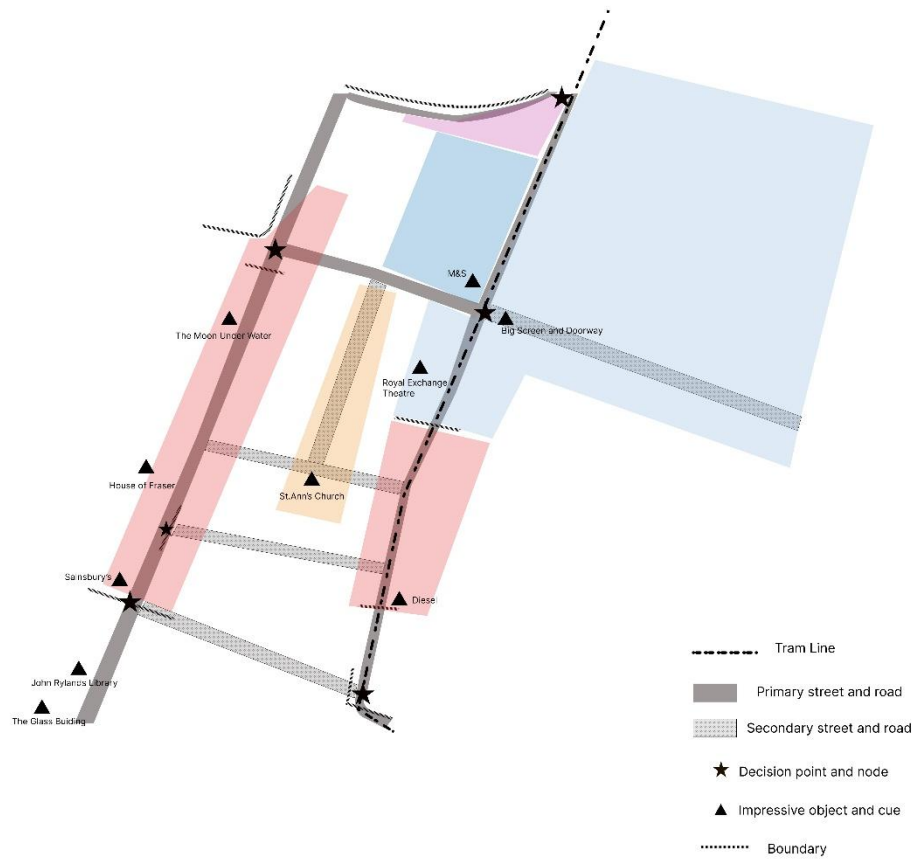 M&S
The Moon Under Water
Big Screen and Doorway
Royal Exchange
Theatre
House of Fraser
St.Ann's Church
Sainsbury's
Diesel
John Rylands Library
The Glass Buiding
Tram Line
Primary street and road
Secondary street and road
Decision point and node
Impressive object and cue
Boundary